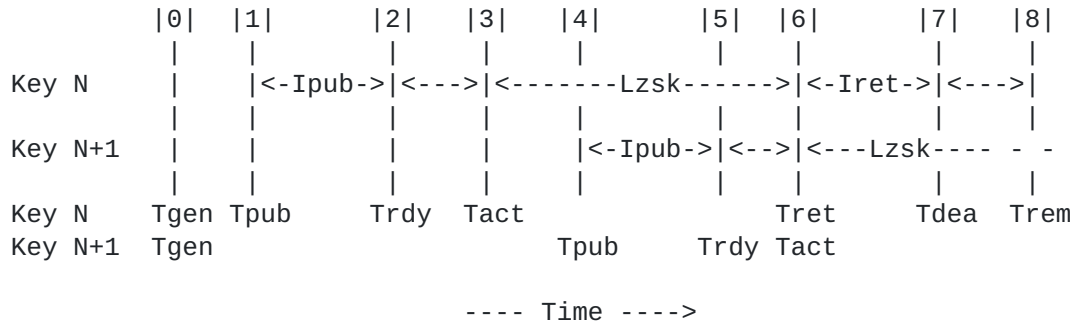 |0|  |1|      |2|   |3|   |4|      |5|  |6|      |7|   |8|
          |    |        |     |     |        |    |        |     |
Key N     |    |<-Ipub->|<--->|<-------Lzsk------>|<-Iret->|<--->|
          |    |        |     |     |        |    |        |     |
Key N+1   |    |        |     |     |<-Ipub->|<-->|<---Lzsk---- - -
          |    |        |     |     |        |    |        |     |
Key N    Tgen Tpub     Trdy  Tact                Tret     Tdea  Trem
Key N+1  Tgen                      Tpub     Trdy Tact

                             ---- Time ---->